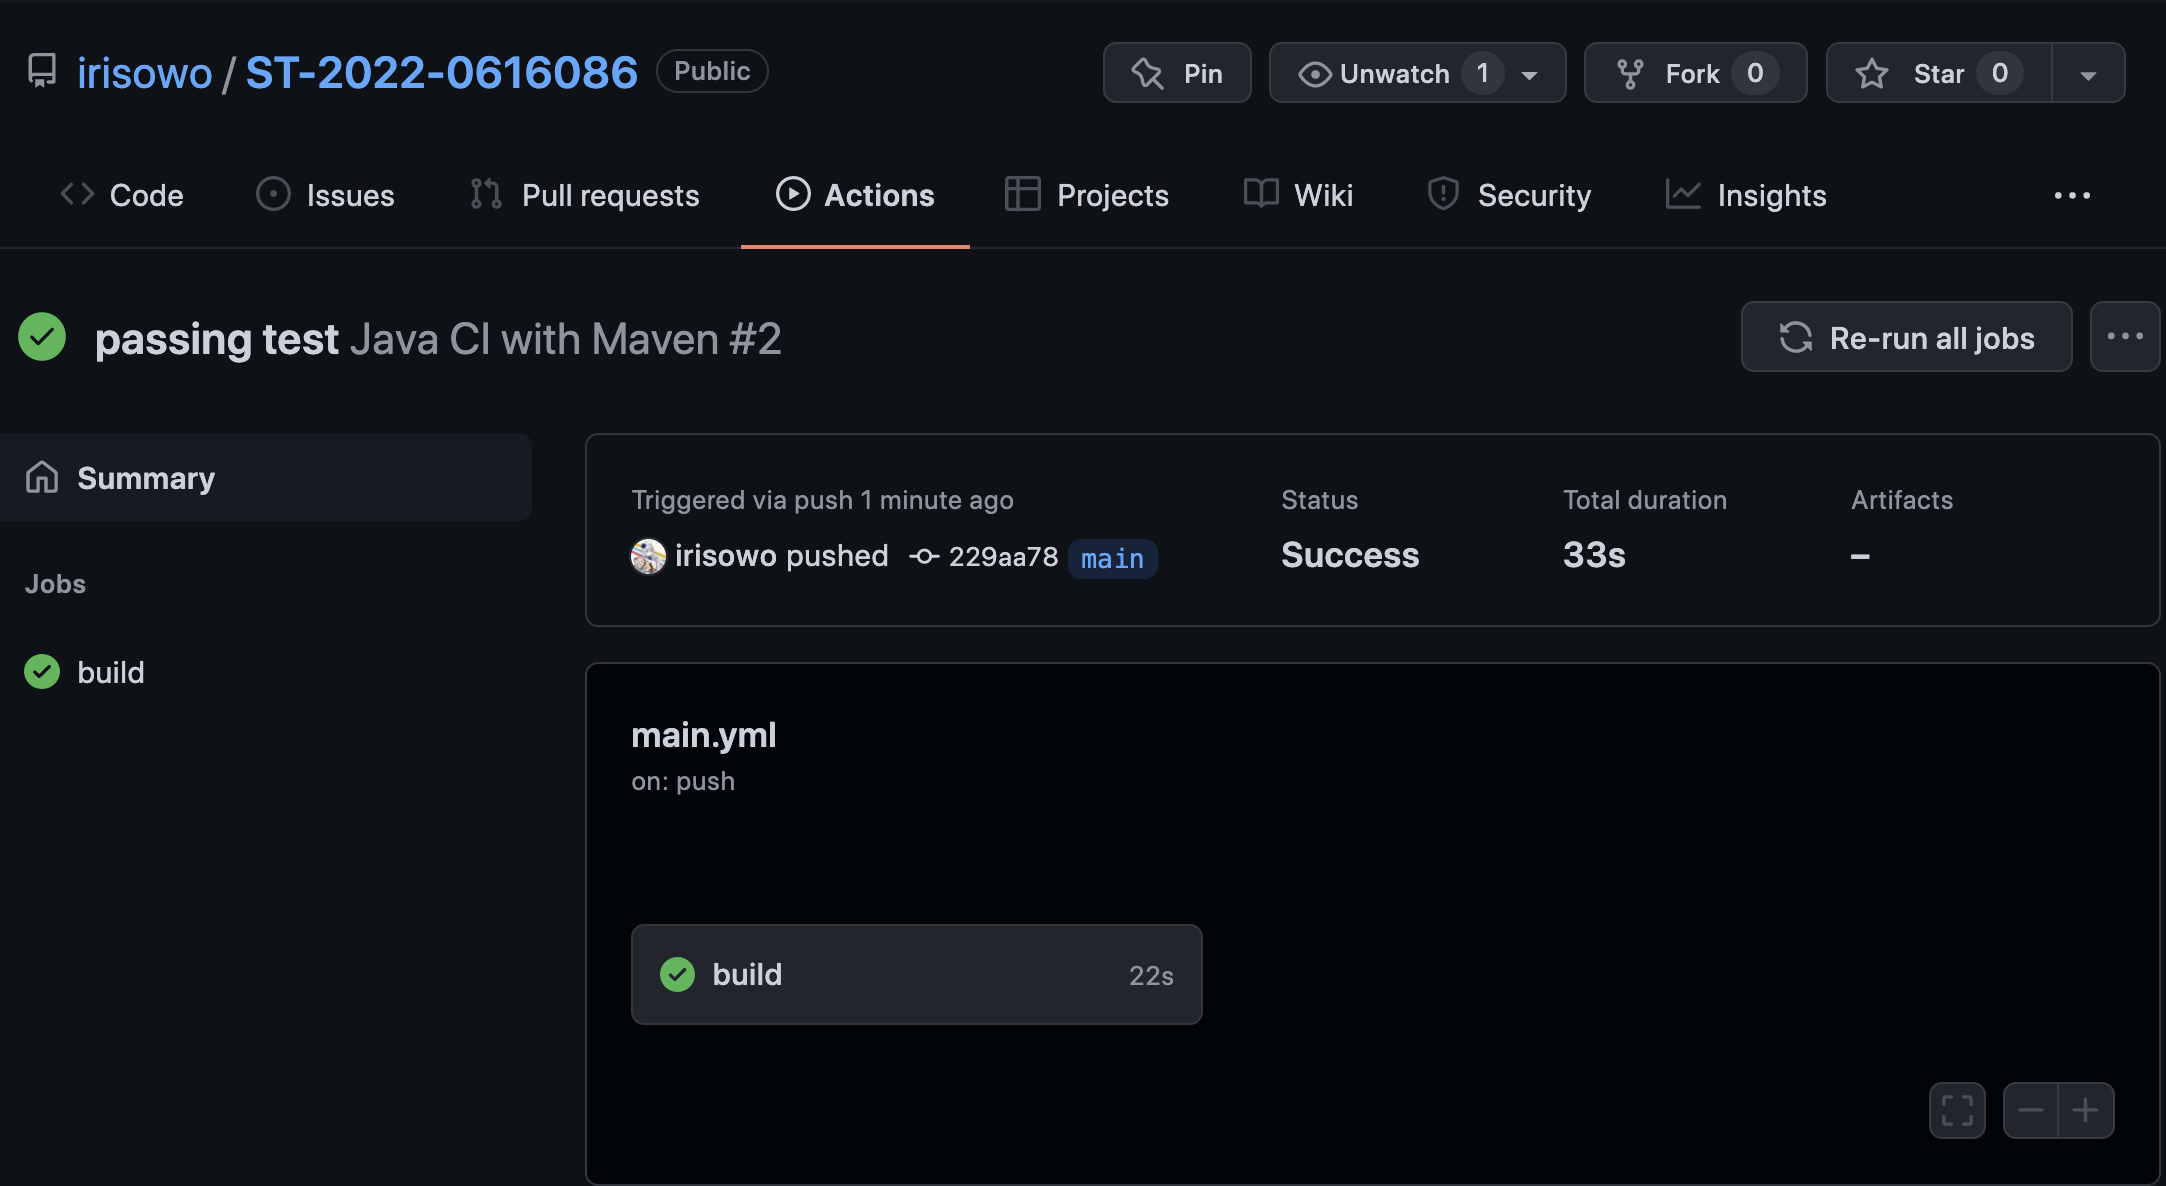 irisowo / ST-2022-0616086 Public Pin Unwatch 1 Fork 0 Star 0
Code Issues Pull requests Actions Projects Wiki Security Insights
passing test Java CI with Maven #2 Re-run all jobs
Summary
Jobs
build
Triggered via push 1 minute ago Status Total duration Artifacts
irisowo pushed 229aa78 main Success 33s –
main.yml
on: push
build 22s